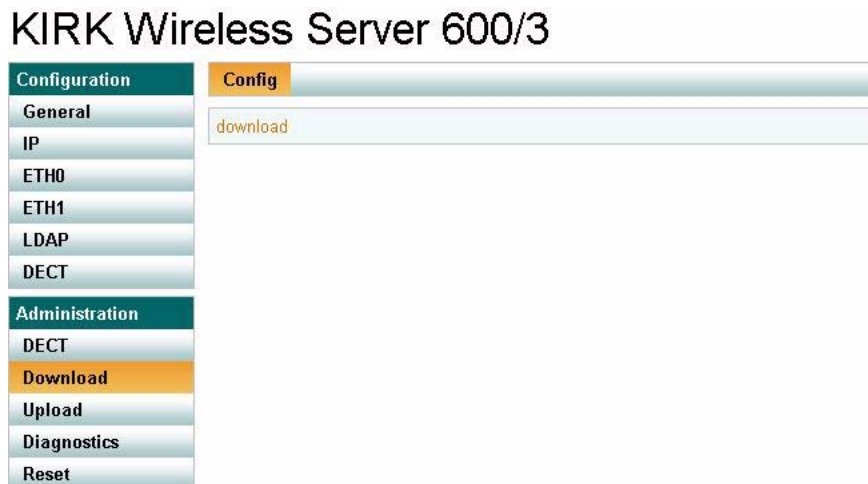 KIRK Wireless Server 600/3
Configuration
General
IP
ETH0
ETH1
LDAP
DECT
Administration
DECT
Download
Upload
Diagnostics
Reset
Config
download